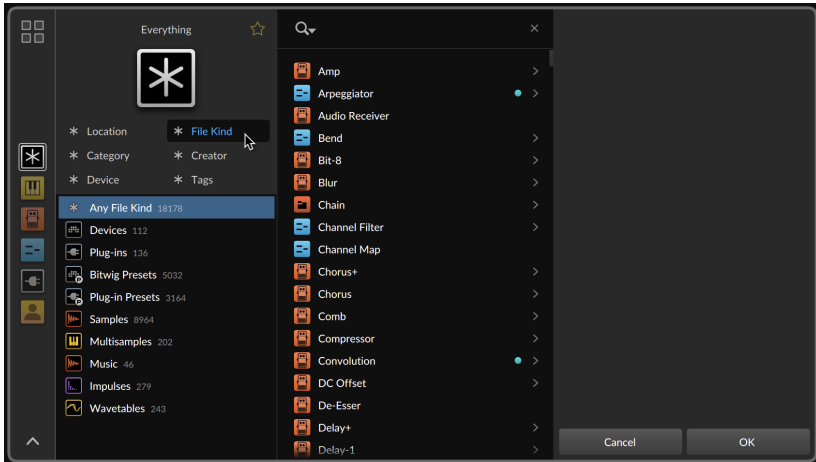 Everything
Location
File Kind
Category
Creator
Device
Tags
Any File Kind 18178
Devices 112
Plug-ins 136
Bitwig Presets 5032
Plug-in Presets 3164
Samples 8964
Multisamples 202
Music 46
Impulses 279
Wavetables 243
Amp
Arpeggiator
Audio Receiver
Bend
Bit-8
Blur
Chain
Channel Filter
Channel Map
Chorus+
Chorus
Comb
Compressor
Convolution
DC Offset
De-Esser
Delay+
Delay-1
Cancel
OK